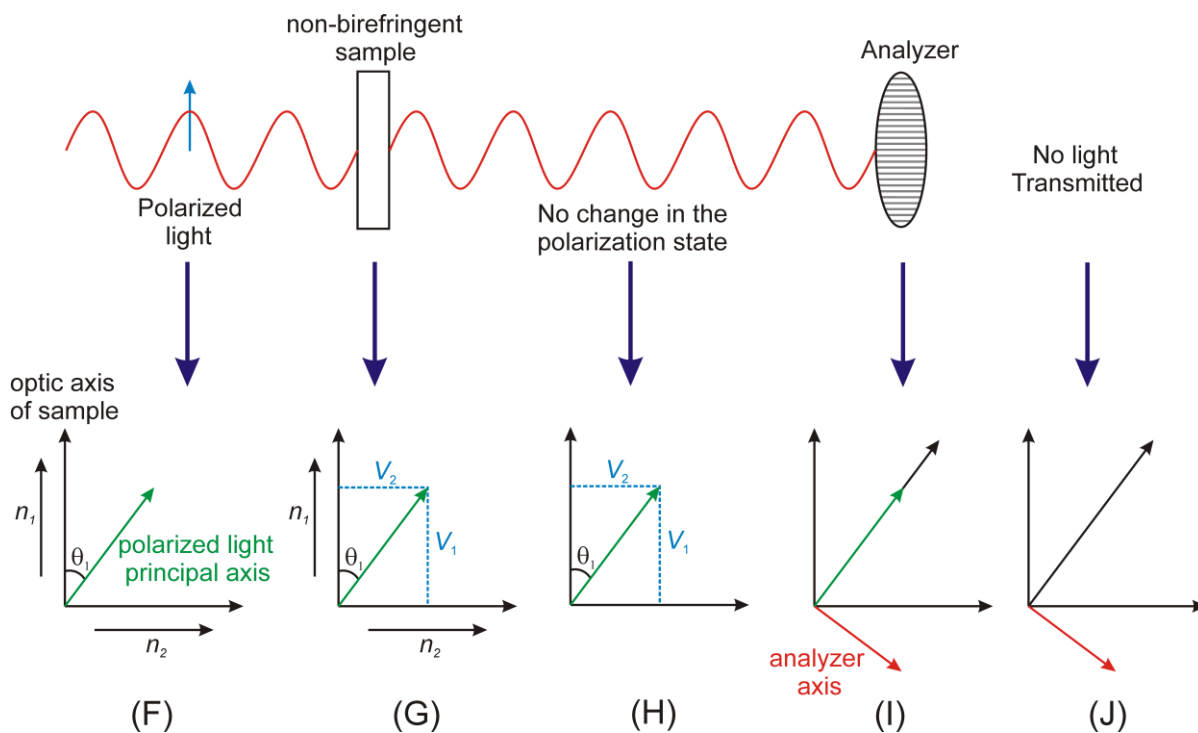 non-birefringent
sample
Analyzer
Polarized
light
No change in the
polarization state
No light
Transmitted
optic axis
of sample
n₁
θ₁
polarized light
principal axis
n₂
n₁
V₂
θ₁
V₁
n₂
V₂
θ₁
V₁
analyzer
axis
(F)
(G)
(H)
(I)
(J)